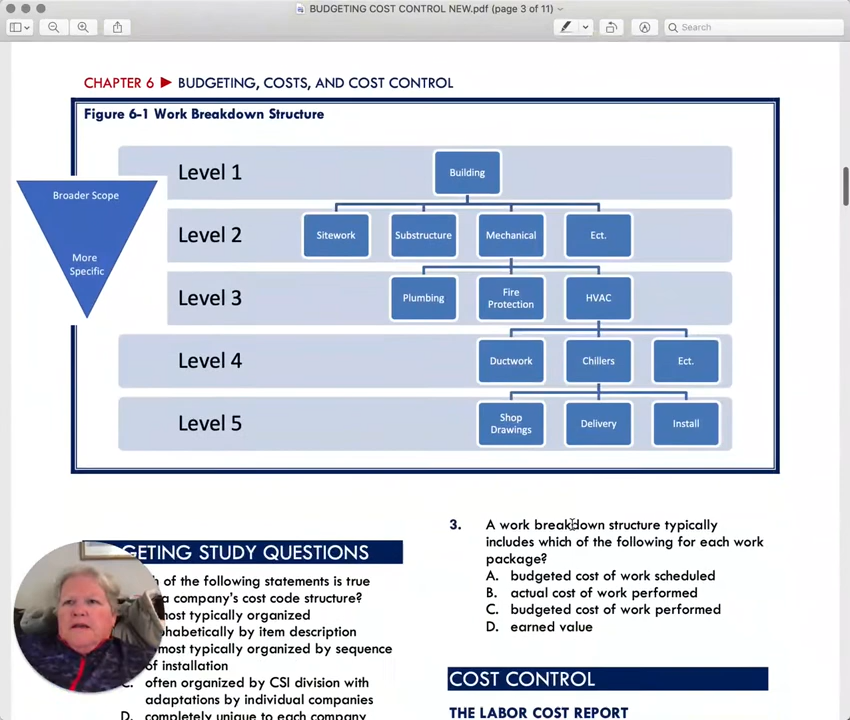 BUDGETING COST CONTROL NEW.pdf (page 3 of 11)
Search
CHAPTER 6 ► BUDGETING, COSTS, AND COST CONTROL
Figure 6-1 Work Breakdown Structure
Broader Scope
More
Specific
Level 1
Building
Level 2
Sitework
Substructure
Mechanical
Ect.
Level 3
Plumbing
Fire
Protection
HVAC
Level 4
Ductwork
Chillers
Ect.
Level 5
Shop
Drawings
Delivery
Install
GETING STUDY QUESTIONS
h of the following statements is true
a company's cost code structure?
most typically organized
phabetically by item description
most typically organized by sequence
of installation
C. often organized by CSI division with
adaptations by individual companies
D. completely unique to each company
3. A work breakdown structure typically
includes which of the following for each work
package?
A. budgeted cost of work scheduled
B. actual cost of work performed
C. budgeted cost of work performed
D. earned value
COST CONTROL
THE LABOR COST REPORT